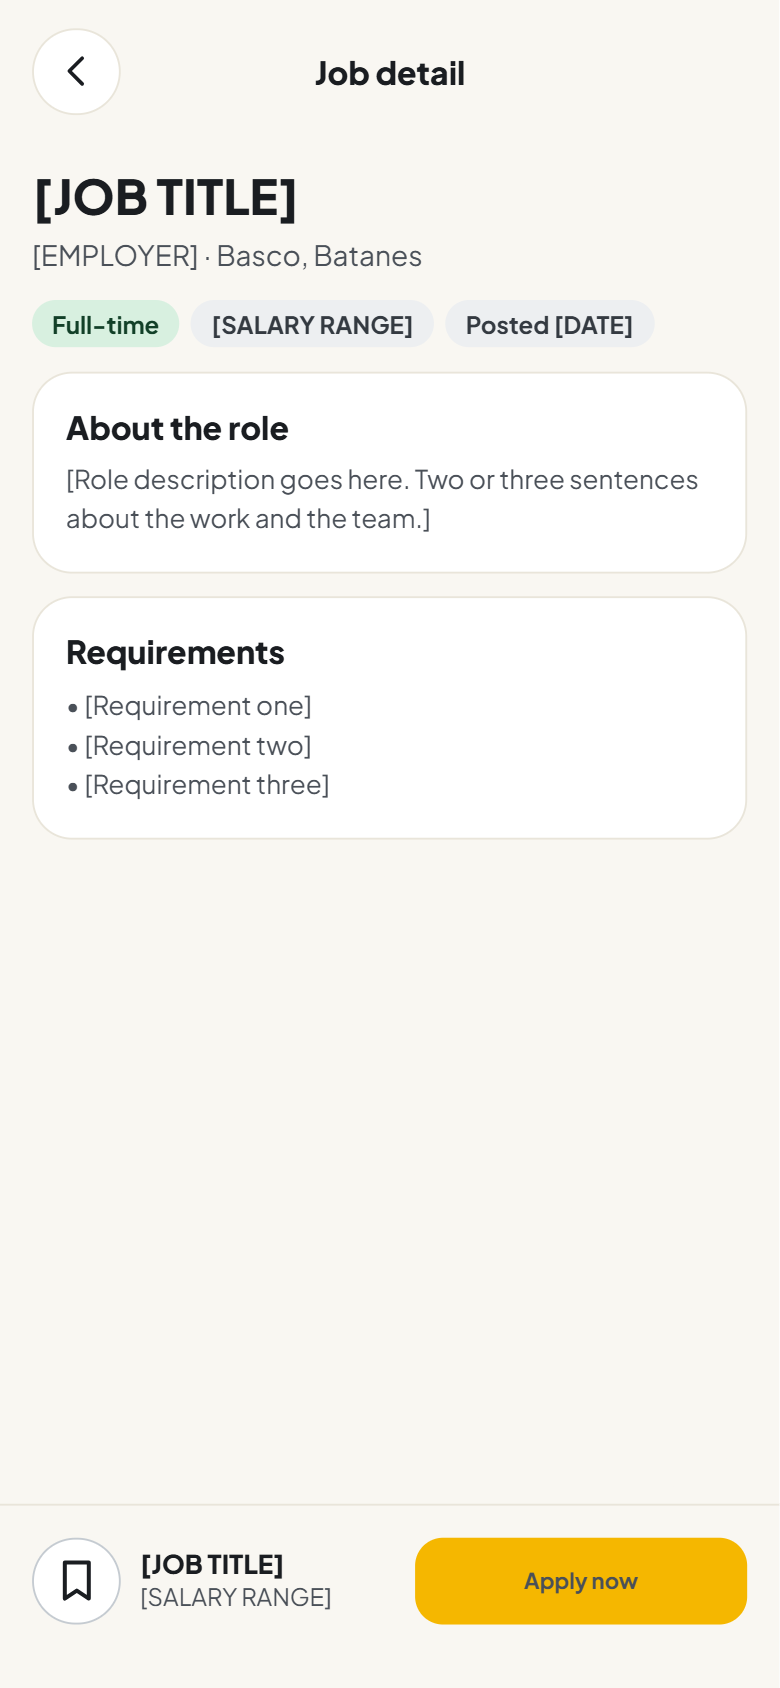 Job detail
[JOB TITLE]
[EMPLOYER] · Basco, Batanes
Full-time
[SALARY RANGE]
Posted [DATE]
About the role
[Role description goes here. Two or three sentences
about the work and the team.]
Requirements
• [Requirement one]
• [Requirement two]
• [Requirement three]
[JOB TITLE]
[SALARY RANGE]
Apply now